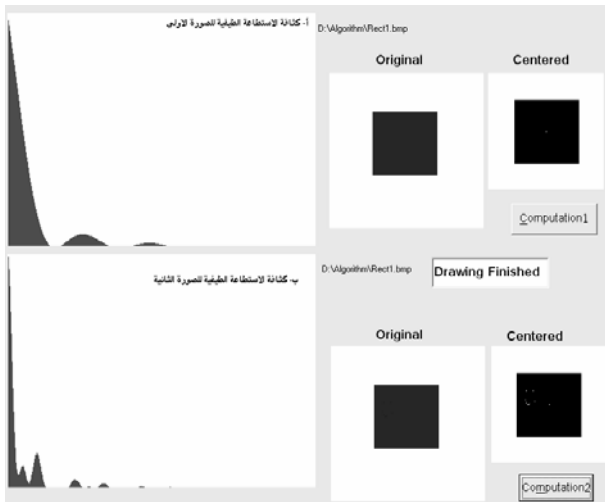 أ- كثافة الاستطاعة الطيفية للصورة الاولى
D:\Algorithm\Rect1.bmp
Original
Centered
Computation1
ب- كثافة الاستطاعة الطيفية للصورة الثانية
D:\Algorithm\Rect1.bmp
Drawing Finished
Original
Centered
Computation2